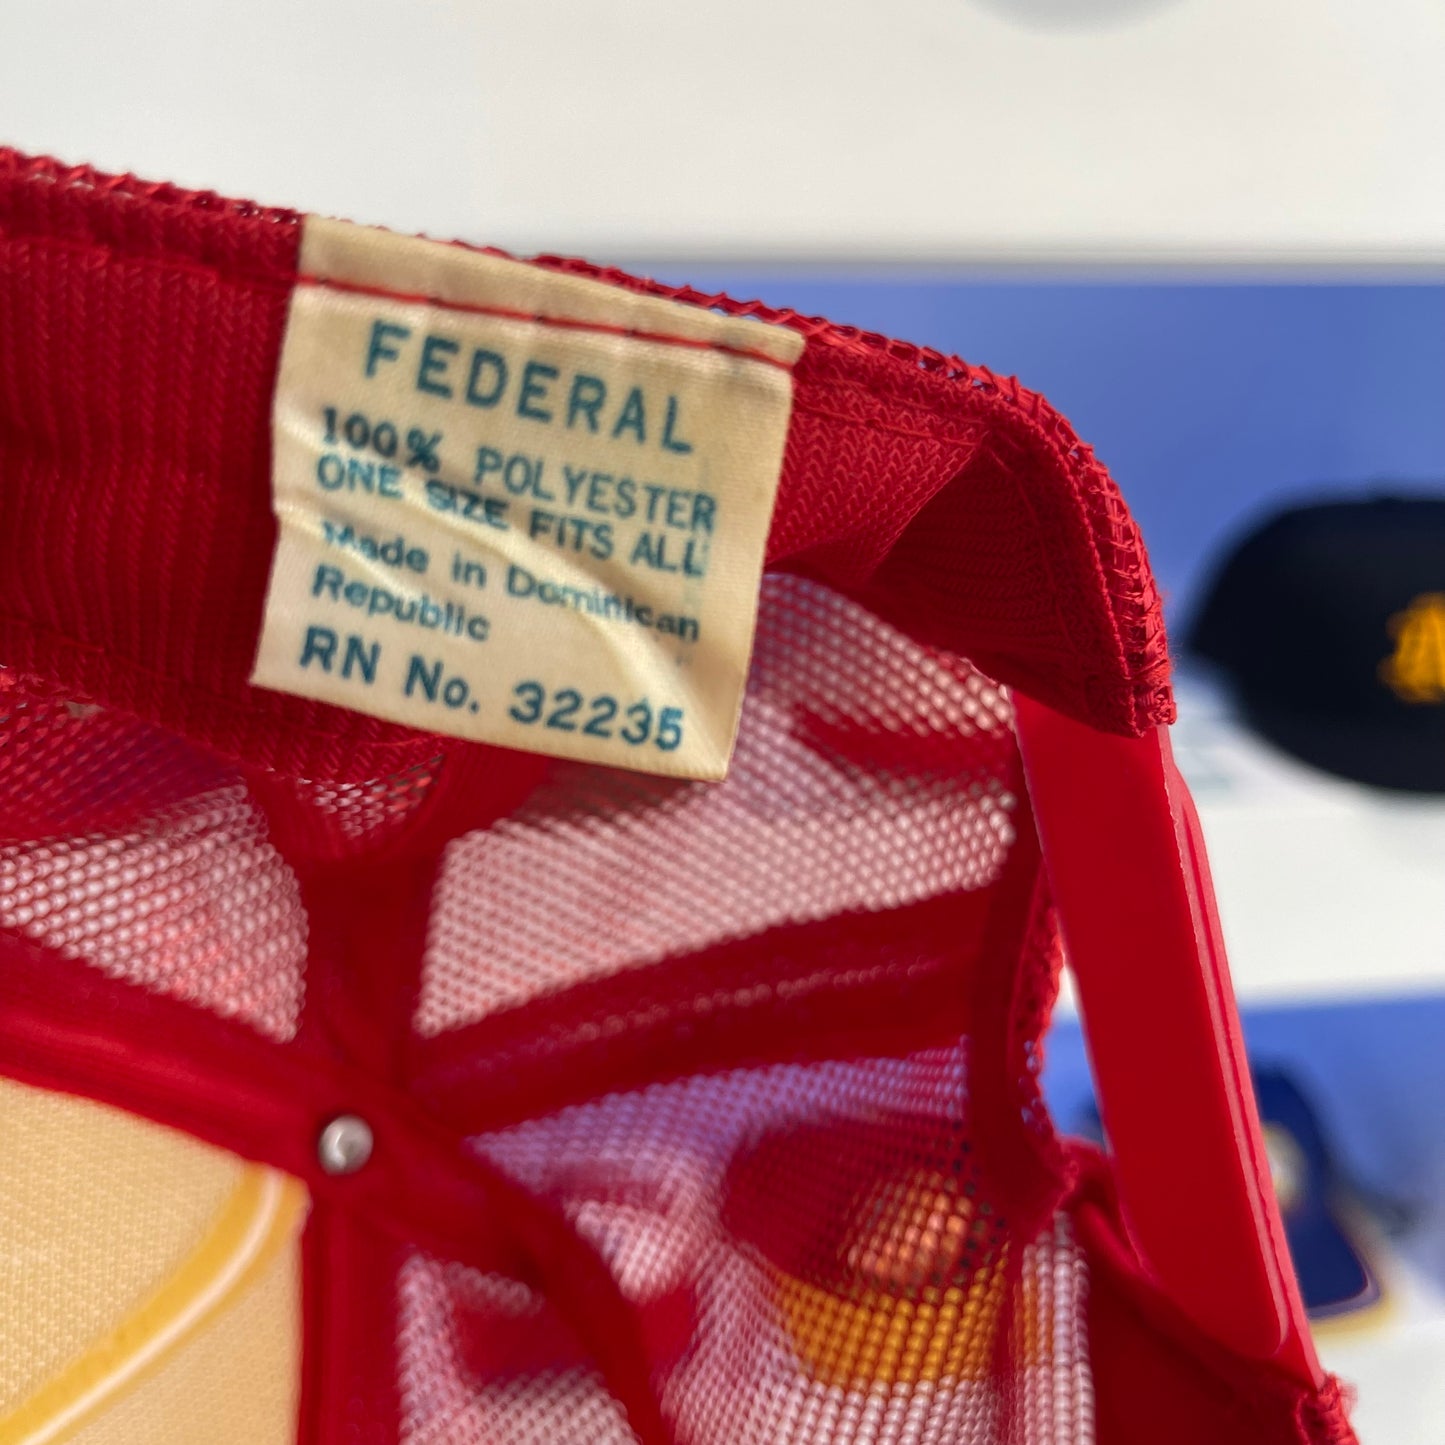 FEDERAL
100% POLYESTER
ONE SIZE FITS ALL
Made in Dominican
Republic
RN No. 32235